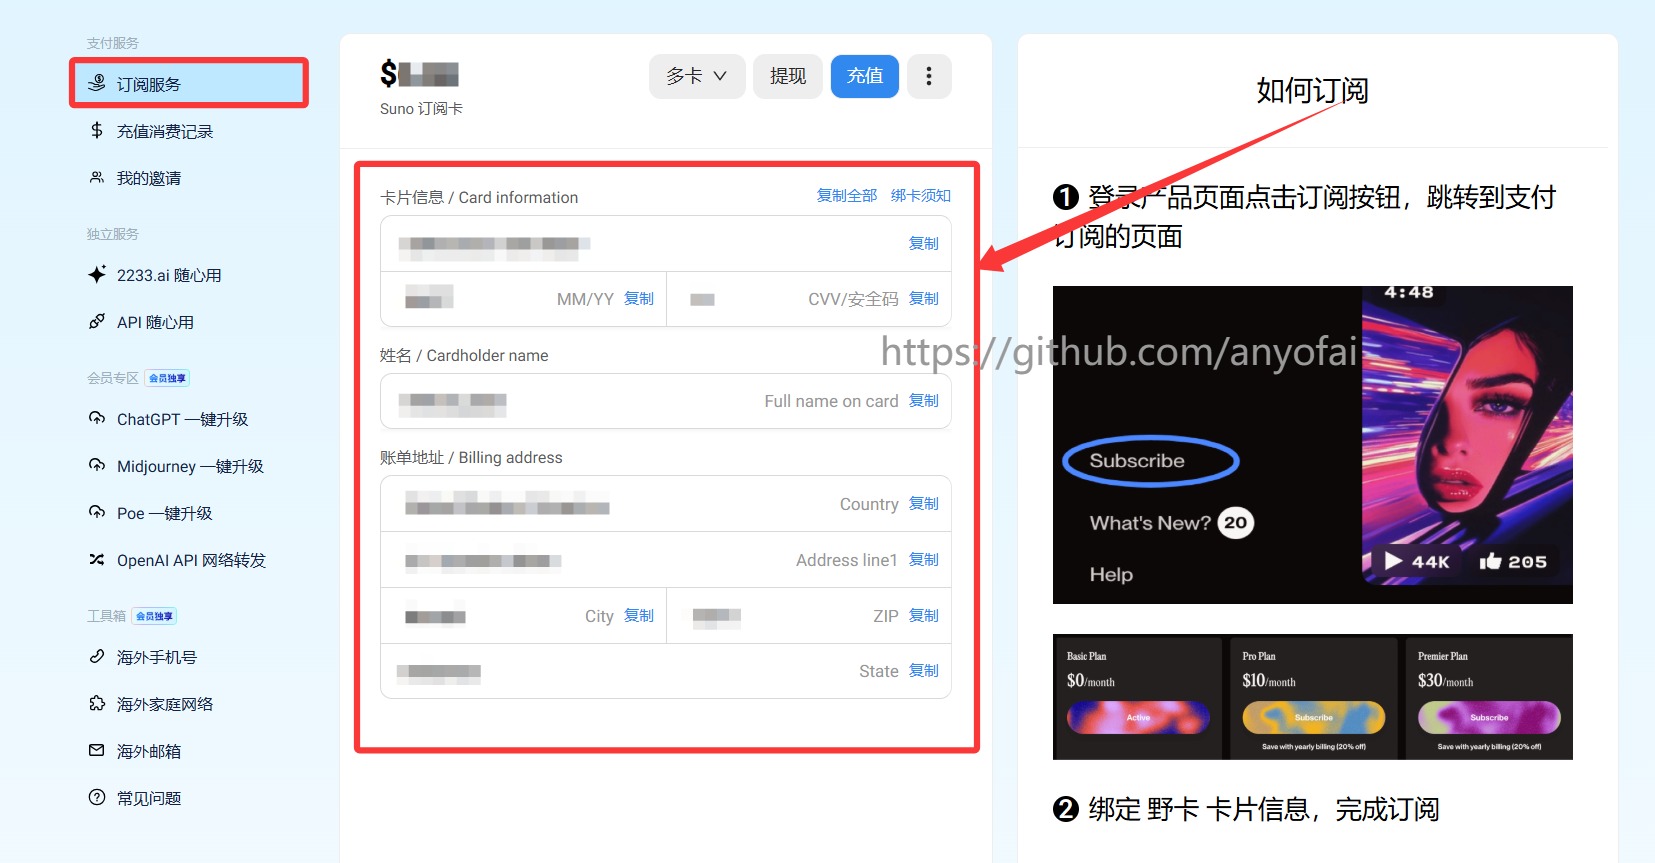 支付服务
订阅服务
充值消费记录
我的邀请
独立服务
2233.ai 随心用
API 随心用
会员专区 会员独享
ChatGPT 一键升级
Midjourney 一键升级
Poe 一键升级
OpenAI API 网络转发
工具箱 会员独享
海外手机号
海外家庭网络
海外邮箱
常见问题
$
Suno 订阅卡
多卡
提现
充值
卡片信息 / Card information
复制全部 绑卡须知
复制
MM/YY 复制
CVV/安全码 复制
姓名 / Cardholder name
Full name on card 复制
账单地址 / Billing address
Country 复制
Address line1 复制
City 复制
ZIP 复制
State 复制
如何订阅
1 登录产品页面点击订阅按钮，跳转到支付
订阅的页面
4:48
https://github.com/anyofai
Subscribe
What's New? 20
Help
44K 205
Basic Plan
$0/month
Active
Pro Plan
$10/month
Subscribe
Save with yearly billing (20% off)
Premier Plan
$30/month
Subscribe
Save with yearly billing (20% off)
2 绑定 野卡 卡片信息，完成订阅